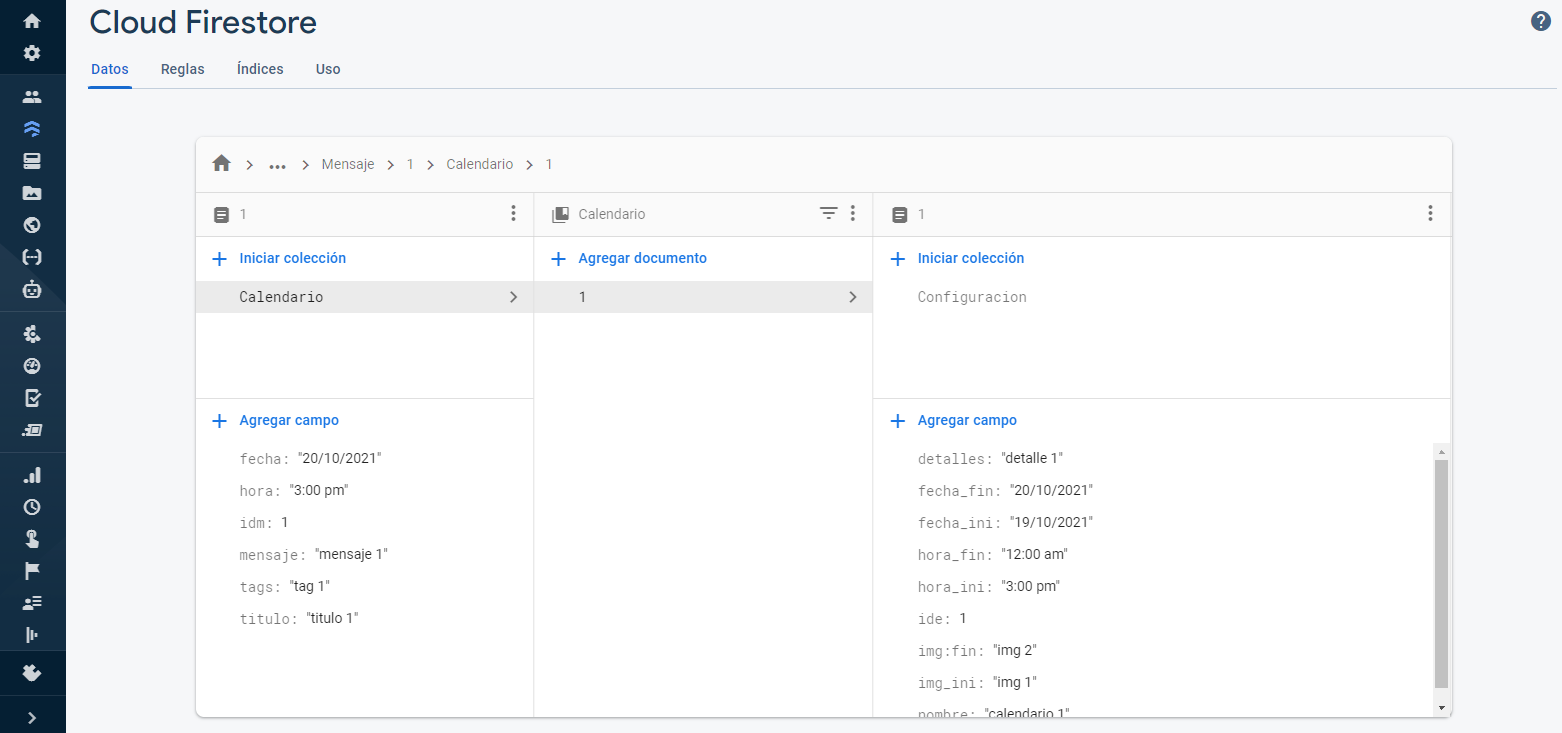 Cloud Firestore
Datos Reglas Índices Uso
... Mensaje 1 Calendario 1
1
Iniciar colección
Calendario
Agregar campo
fecha: "20/10/2021"
hora: "3:00 pm"
idm: 1
mensaje: "mensaje 1"
tags: "tag 1"
titulo: "titulo 1"
Calendario
Agregar documento
1
1
Iniciar colección
Configuracion
Agregar campo
detalles: "detalle 1"
fecha_fin: "20/10/2021"
fecha_ini: "19/10/2021"
hora_fin: "12:00 am"
hora_ini: "3:00 pm"
ide: 1
img:fin: "img 2"
img_ini: "img 1"
nombre: "calendario 1"